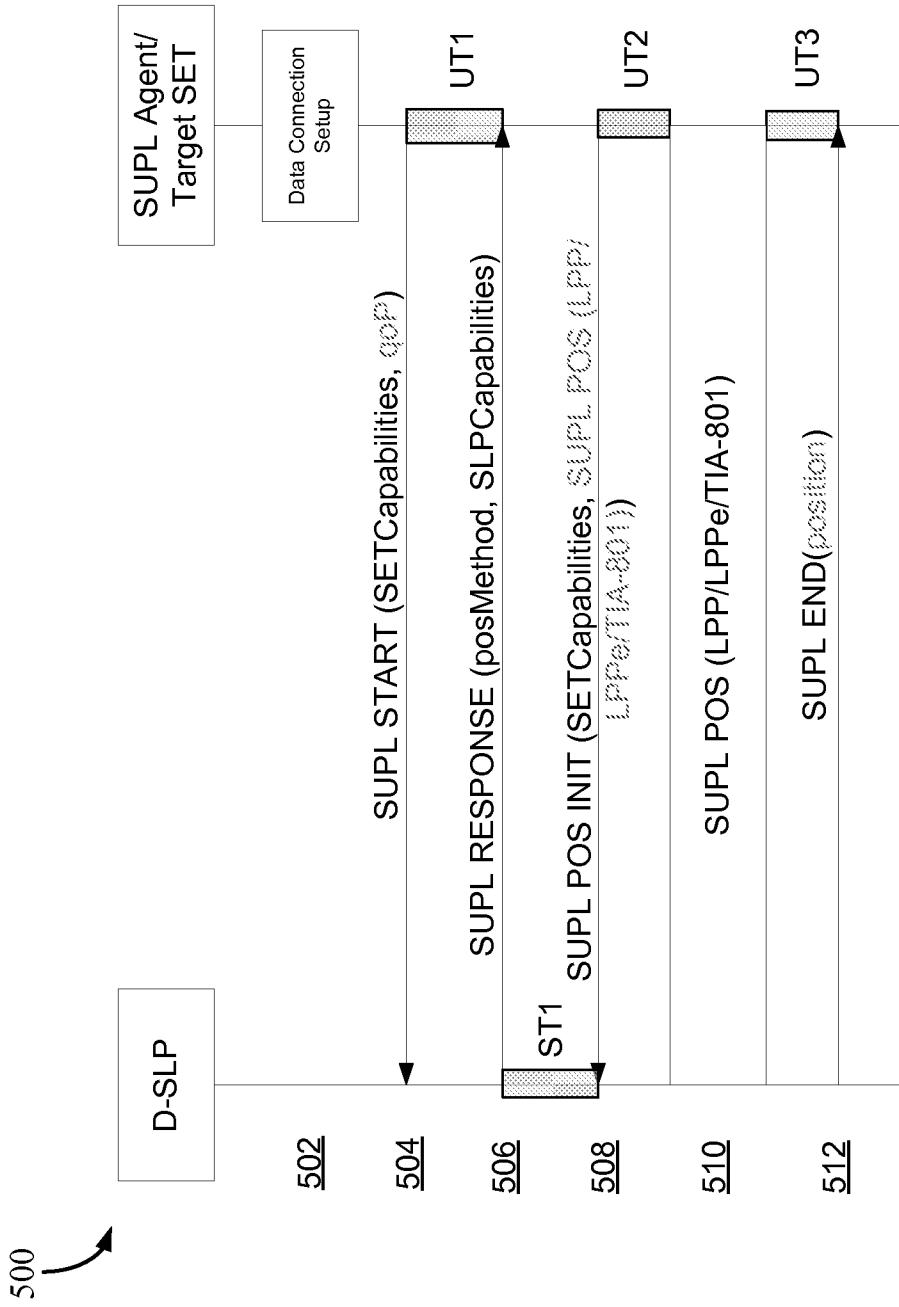 500
D-SLP
SUPL Agent/
Target SET
502
Data Connection
Setup
504
SUPL START (SETCapabilities, qoP)
UT1
506
SUPL RESPONSE (posMethod, SLPCapabilities)
ST1
508
SUPL POS INIT (SETCapabilities, SUPL POS (LPP/
LPPe/TIA-801))
UT2
510
SUPL POS (LPP/LPPe/TIA-801)
512
SUPL END(position)
UT3